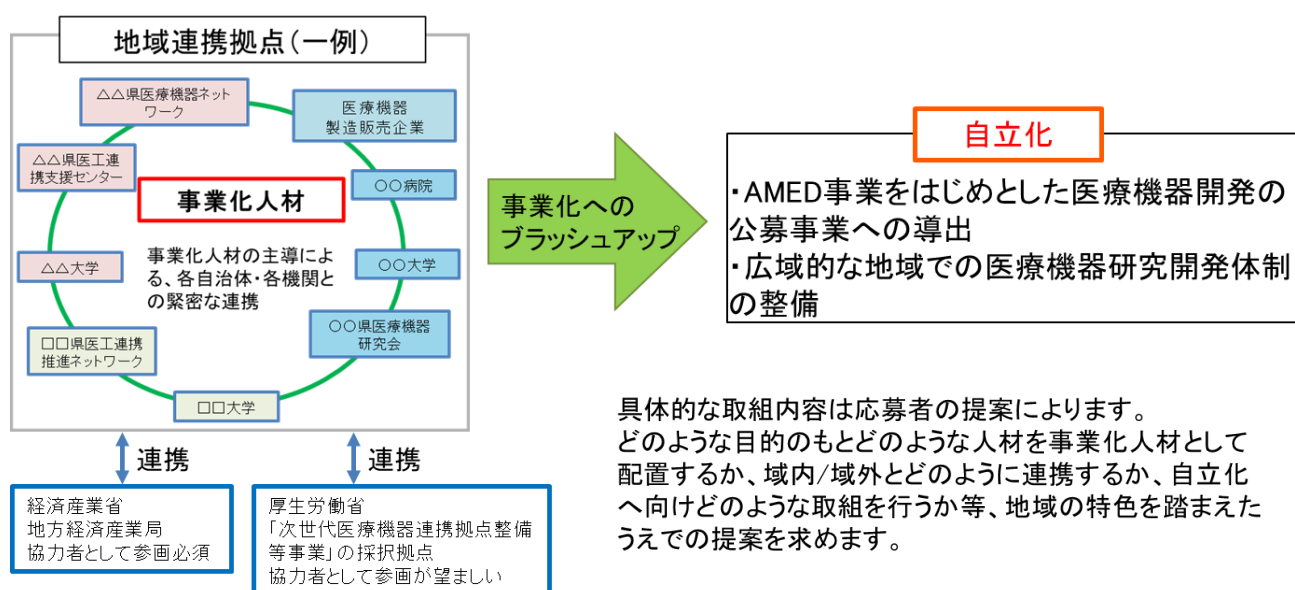 地域連携拠点（一例）
△△県医療機器ネット
ワーク
医療機器
製造販売企業
△△県医工連
携支援センター
〇〇病院
事業化人材
事業化人材の主導によ
る、各自治体・各機関と
の緊密な連携
△△大学
〇〇大学
□□県医工連携
推進ネットワーク
〇〇県医療機器
研究会
□□大学
連携
連携
経済産業省
地方経済産業局
協力者として参画必須
厚生労働省
「次世代医療機器連携拠点整備
等事業」の採択拠点
協力者として参画が望ましい
事業化への
ブラッシュアップ
自立化
・AMED事業をはじめとした医療機器開発の
公募事業への導出
・広域的な地域での医療機器研究開発体制
の整備
具体的な取組内容は応募者の提案によります。
どのような目的のもとどのような人材を事業化人材として
配置するか、域内/域外とどのように連携するか、自立化
へ向けどのような取組を行うか等、地域の特色を踏まえた
うえでの提案を求めます。